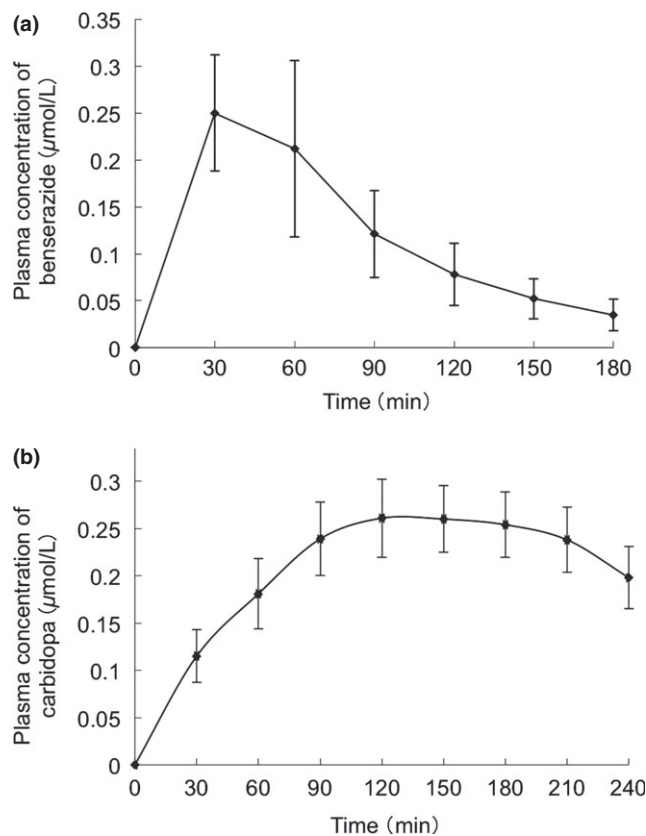 (a)
Plasma concentration of
benserazide (µmol/L)
0.35
0.3
0.25
0.2
0.15
0.1
0.05
0
0 30 60 90 120 150 180
Time (min)
(b)
Plasma concentration of
carbidopa (µmol/L)
0.3
0.25
0.2
0.15
0.1
0.05
0
0 30 60 90 120 150 180 210 240
Time (min)